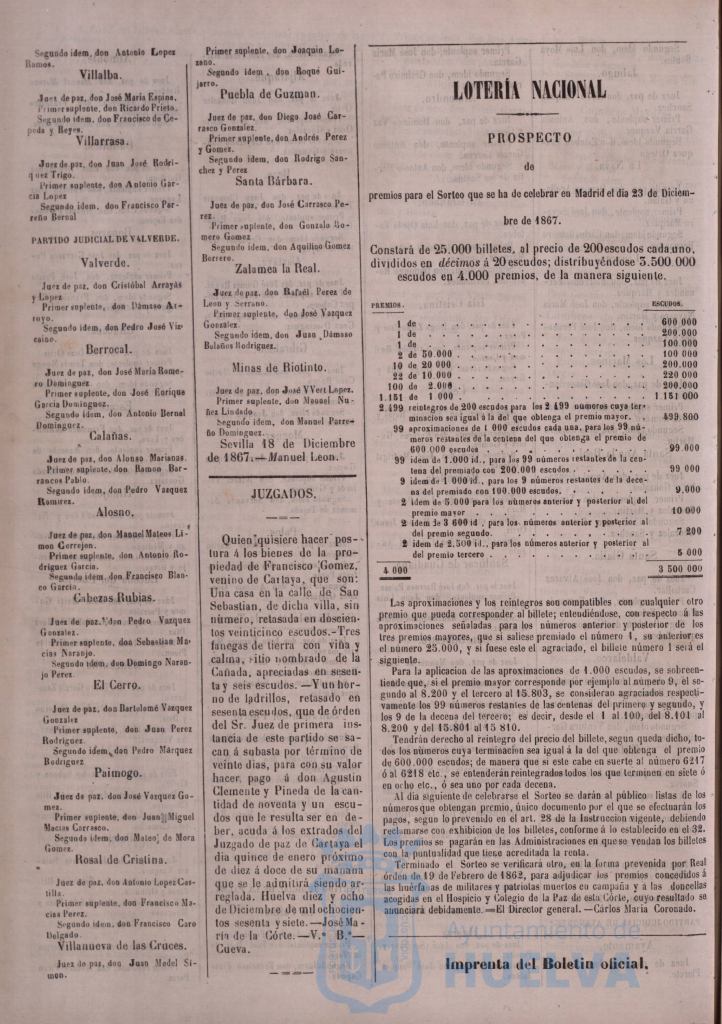 Segundo idem, don Antonio Lopez
Ramos.
Villalba.
Juez de paz, don José Maria Espina.
Primer suplente, don Ricardo Prieto.
Segundo idem, don Francisco de Ce-
peda y Reyes.
Villarrasa.
Juez de paz, don Juan José Rodri-
guez Trigo.
Primer suplente, don Antonio Gar-
cia Lopez
Segundo idem, don Francisco Par-
reño Bernal
PARTIDO JUDICIAL DE VALVERDE.
Valverde.
Juez de paz, don Cristóbal Arrayás
y Lopez
Primer suplente, don Dámaso Ar-
royo.
Segundo idem, don Pedro José Viz-
caino.
Berrocal.
Juez de paz, don José Maria Rome-
ro Dominguez
Primer suplente, don José Enrique
Garcia Dominguez.
Segundo idem, don Antonio Bernal
Dominguez.
Calañas.
Juez de paz, don Alonso Marianas.
Primer suplente, don Ramon Bar-
rancos Pablo.
Segundo idem, don Pedro Vazquez
Ramirez.
Alosno.
Juez de paz, don Manuel Mateos Li-
mon Correjon.
Primer suplente, don Antonio Ro-
driguez Garcia.
Segundo idem, don Francisco Blan-
co Garcia.
Cabezas Rubias.
Juez de paz, don Pedro Vazquez
Gonzalez.
Primer suplente, don Sebastian Ma-
cias Naranjo.
Segundo idem, don Domingo Naran-
jo Perez.
El Cerro.
Juez de paz, don Bartolomé Vazquez
Gonzalez
Primer suplente, don Juan Perez
Rodriguez.
Segundo idem, don Pedro Márquez
Rodriguez
Paimogo.
Juez de paz, don José Vazquez Go-
mez.
Primer suplente, don Juan Miguel
Macias Carrasco.
Segundo idem, don Mateo de Mora
Gomez.
Rosal de Cristina.
Juez de paz, don Antonio Lopez Cas-
tilla.
Primer suplente, don Francisco Ma-
cias Perez.
Segundo idem, don Francisco Caro
Delgado.
Villanueva de las Cruces.
Juez de paz, don Juan Medel Si-
mon.
Primer suplente, don Joaquin Lo-
zano.
Segundo idem, don Roque Gui-
jarro.
Puebla de Guzman.
Juez de paz, don Diego José Car-
rasco Gonzalez.
Primer suplente, don Andrés Perez
y Gomez.
Segundo idem, don Rodrigo San-
chez y Perez
Santa Bárbara.
Juez de paz, don José Carrasco Pe-
rez.
Primer suplente, don Gonzalo Ro-
mero Gomez
Segundo idem, don Aquilino Gomez
Borrero.
Zalamea la Real.
Juez de paz, don Rafael Perez de
Leon y Serrano.
Primer suplente, don José Vazquez
Gonzalez.
Segundo idem, don Juan Dámaso
Bolaños Rodriguez.
Minas de Riotinto.
Juez de paz, don José VVert Lopez.
Primer suplente, don Manuel Nu-
ñez Lindado.
Segundo idem, don Manuel Parre-
ño Dominguez.
Sevilla 18 de Diciembre
de 1867.—Manuel Leon.
JUZGADOS.
Quien quisiere hacer pos-
tura á los bienes de la pro-
piedad de Francisco Gomez,
venino de Cartaya, que son:
Una casa en la calle de San
Sebastian, de dicha villa, sin
número, retasada en doscien-
tos veinticinco escudos.-Tres
fanegas de tierra con viña y
calma, sitio nombrado de la
Cañada, apreciadas en sesen-
ta y seis escudos.—Y un hor-
no de ladrillos, retasado en
sesenta escudos, que de órden
del Sr. Juez de primera ins-
tancia de este partido se sa-
can á subasta por término de
veinte dias, para con su valor
hacer, pago á don Agustin
Clemente y Pineda de la can-
tidad de noventa y un escu-
dos que le resulta ser en de-
ber, acuda á los extrados del
Juzgado de paz de Cartaya el
dia quince de enero próximo
de diez á doce de su mañana
que se le admitirá siendo ar-
reglada. Huelva diez y ocho
de Diciembre de mil ochocien-
tos sesenta y siete.—José Ma-
ria de la Córte.—V.° B.°—
Cueva.
LOTERÍA NACIONAL
PROSPECTO
de
premios para el Sorteo que se ha de celebrar en Madrid el dia 23 de Diciem-
bre de 1867.
Constará de 25.000 billetes, al precio de 200 escudos cada uno,
divididos en décimos á 20 escudos; distribuyéndose 3.500.000
escudos en 4.000 premios, de la manera siguiente.
PREMIOS. ESCUDOS.
1 de . . . . 600 000
1 de . . . . 200.000
1 de . . . . 100.000
2 de 50.000 . . . . 100 000
10 de 20 000 . . . . 200.000
22 de 10.000 . . . . 220 000
100 de 2.000 . . . . 200.000
1.151 de 1 000 . . . . 1 151 000
2.499 reintegros de 200 escudos para los 2 499 números cuya ter-
minacion sea igual á la del que obtenga el premio mayor. 499.800
99 aproximaciones de 1 000 escudos cada una, para los 99 nú-
meros restantes de la centena del que obtenga el premio de
600.000 escudos . . . 99.000
99 idem de 1.000 id., para los 99 números restantes de la cen-
tena del premiado con 200.000 escudos . . . 99 000
9 idem de 1 000 id., para los 9 números restantes de la dece-
na del premiado con 100.000 escudos. . . 9.000
2 idem de 5.000 para los números anterior y posterior al del
premio mayor . . . 10 000
2 idem de 3 600 id, para los números anterior y posterior al
del premio segundo. . . . 7 200
2 idem de 2.500 id., para los números anterior y posterior al
del premio tercero . . . 5 000
4 000 3 500 000
Las aproximaciones y los reintegros son compatibles con cualquier otro
premio que pueda corresponder al billete; entendiéndose, con respecto á las
aproximaciones señaladas para los números anterior y posterior de los
tres premios mayores, que si saliese premiado el número 1, su anterior es
el número 25,000, y si fuese este el agraciado, el billete número 1 será el
siguiente.
Para la aplicacion de las aproximaciones de 1.000 escudos, se sobreen-
tiende que, si el premio mayor corresponde por ejemplo al número 9, el se-
gundo al 8.200 y el tercero al 15.803, se consideran agraciados respecti-
vamente los 99 números restantes de las centenas del primero y segundo, y
los 9 de la decena del tercero; es decir, desde el 1 al 100, del 8.101 al
8.200 y del 15.801 al 15 810.
Tendrán derecho al reintegro del precio del billete, segun queda dicho, to-
dos los números cuya terminacion sea igual á la del que obtenga el premio
de 600.000 escudos; de manera que si este cabe en suerte al número 6217
ó al 6218 etc., se entenderán reintegrados todos los que terminen en siete ó
en ocho etc., ó sea uno por cada decena.
Al dia siguiente de celebrarse el Sorteo se darán al público listas de los
números que obtengan premio, único documento por el que se efectuarán los
pagos, segun lo prevenido en el art. 28 de la Instruccion vigente, debiendo
reclamarse con exhibicion de los billetes, conforme á lo establecido en el 32.
Los premios se pagarán en las Administraciones en que se vendan los billetes
con la puntualidad que tiene acreditada la renta.
Terminado el Sorteo se verificará otro, en la forma prevenida por Real
órden de 19 de Febrero de 1862, para adjudicar los premios concedidos á
las huérfanas de militares y patriotas muertos en campaña y á las doncellas
acogidas en el Hospicio y Colegio de la Paz de esta Córte, cuyo resultado se
anunciará debidamente.=El Director general. —Cárlos Maria Coronado.
Imprenta del Boletin oficial.
Ayuntamiento de
HUELVA